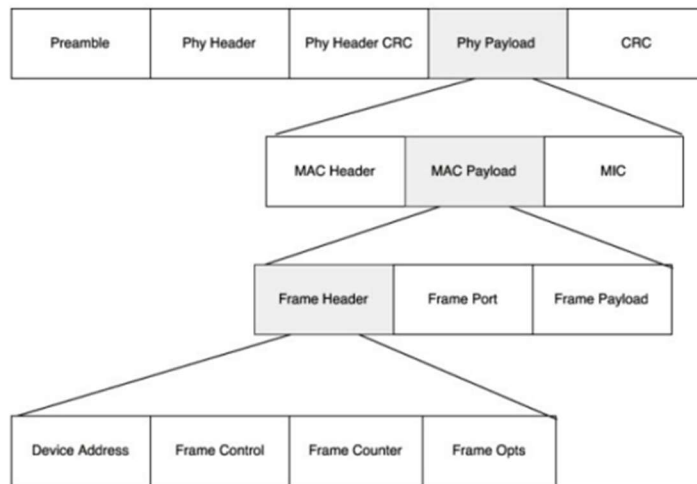 Preamble
Phy Header
Phy Header CRC
Phy Payload
CRC
MAC Header
MAC Payload
MIC
Frame Header
Frame Port
Frame Payload
Device Address
Frame Control
Frame Counter
Frame Opts